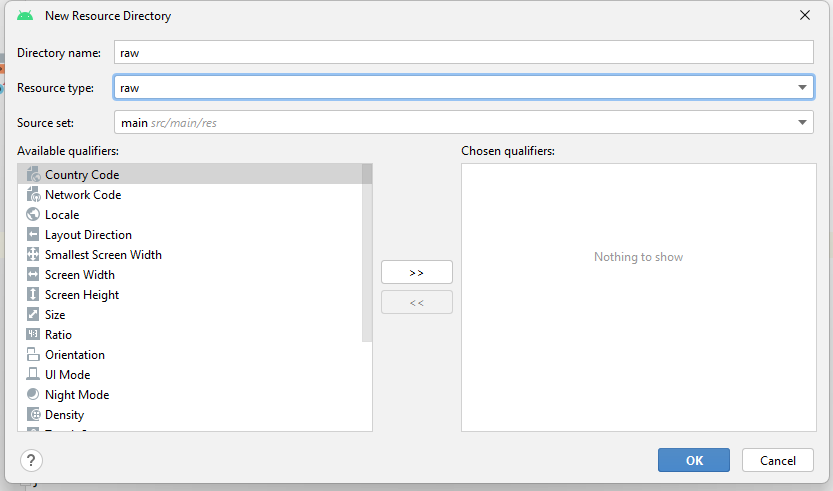 New Resource Directory
Directory name: raw
Resource type: raw
Source set: main src/main/res
Available qualifiers:
Country Code
Network Code
Locale
Layout Direction
Smallest Screen Width
Screen Width
Screen Height
Size
Ratio
Orientation
UI Mode
Night Mode
Density
>>
<<
Chosen qualifiers:
Nothing to show
?
OK
Cancel